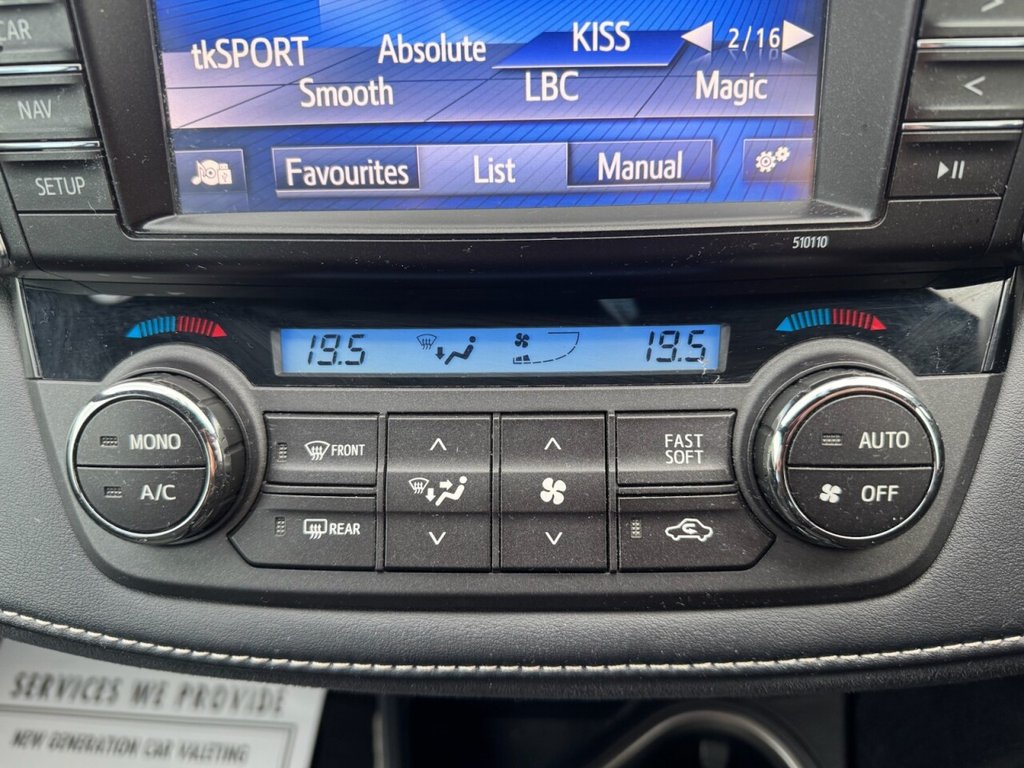 CAR
NAV
SETUP
tkSPORT Absolute KISS 2/16
Smooth LBC Magic
Favourites List Manual
510110
19.5 19.5
MONO
A/C
FRONT
REAR
FAST
SOFT
AUTO
OFF
SERVICES WE PROVIDE
NEW GENERATION CAR VALETING